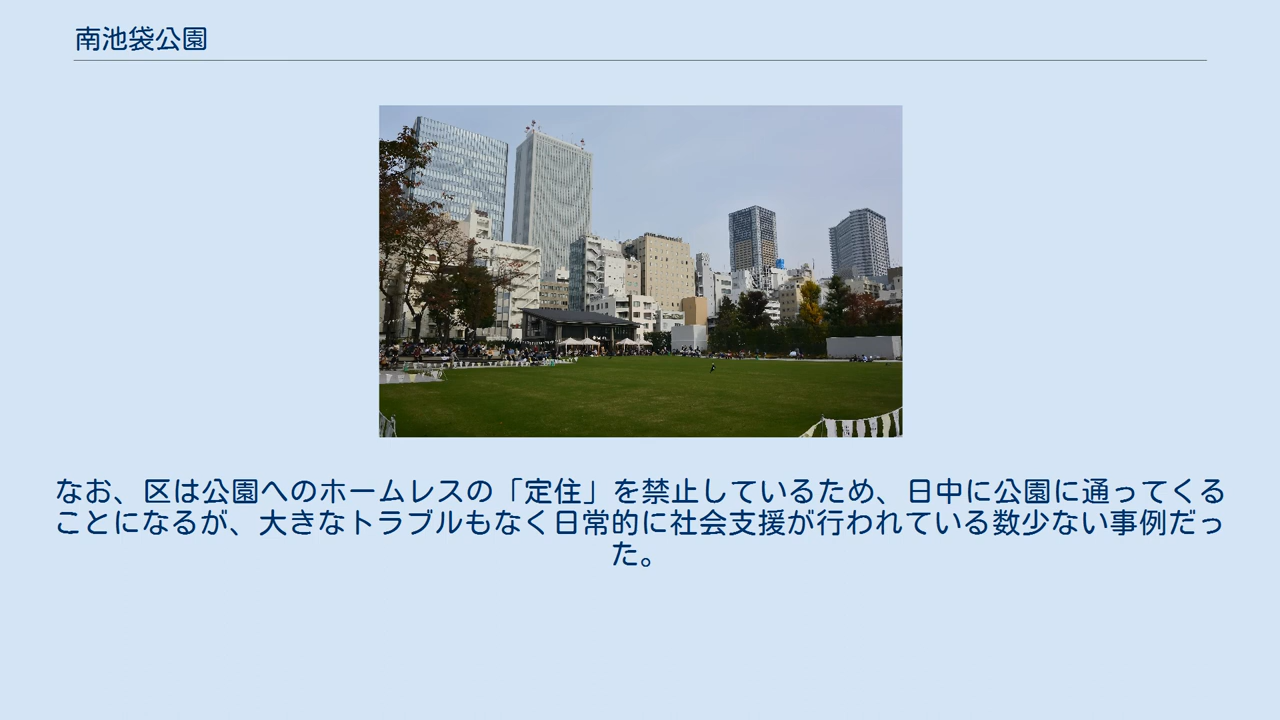 南池袋公園
なお、区は公園へのホームレスの「定住」を禁止しているため、日中に公園に通ってくる
ことになるが、大きなトラブルもなく日常的に社会支援が行われている数少ない事例だっ
た。